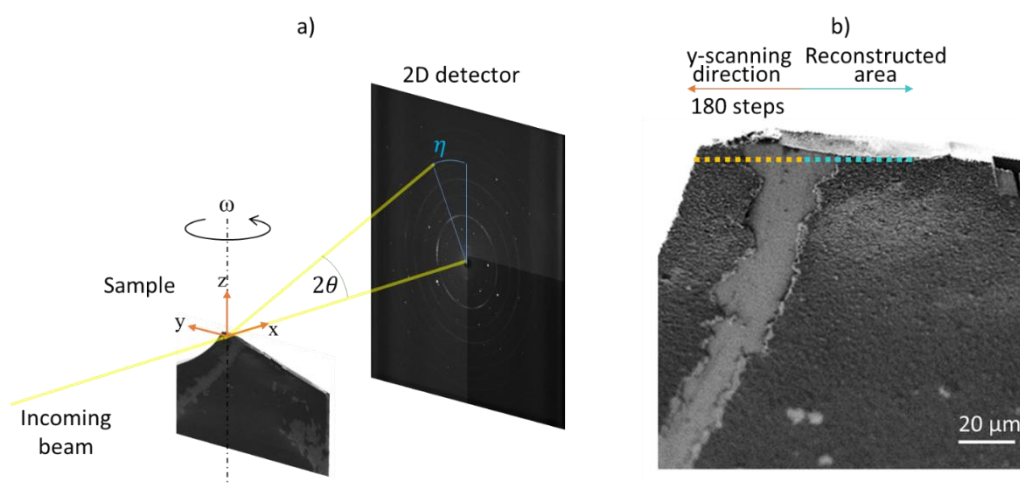 a)
2D detector
η
ω
Sample
z
y
x
2θ
Incoming
beam
b)
y-scanning
direction
Reconstructed
area
180 steps
20 μm